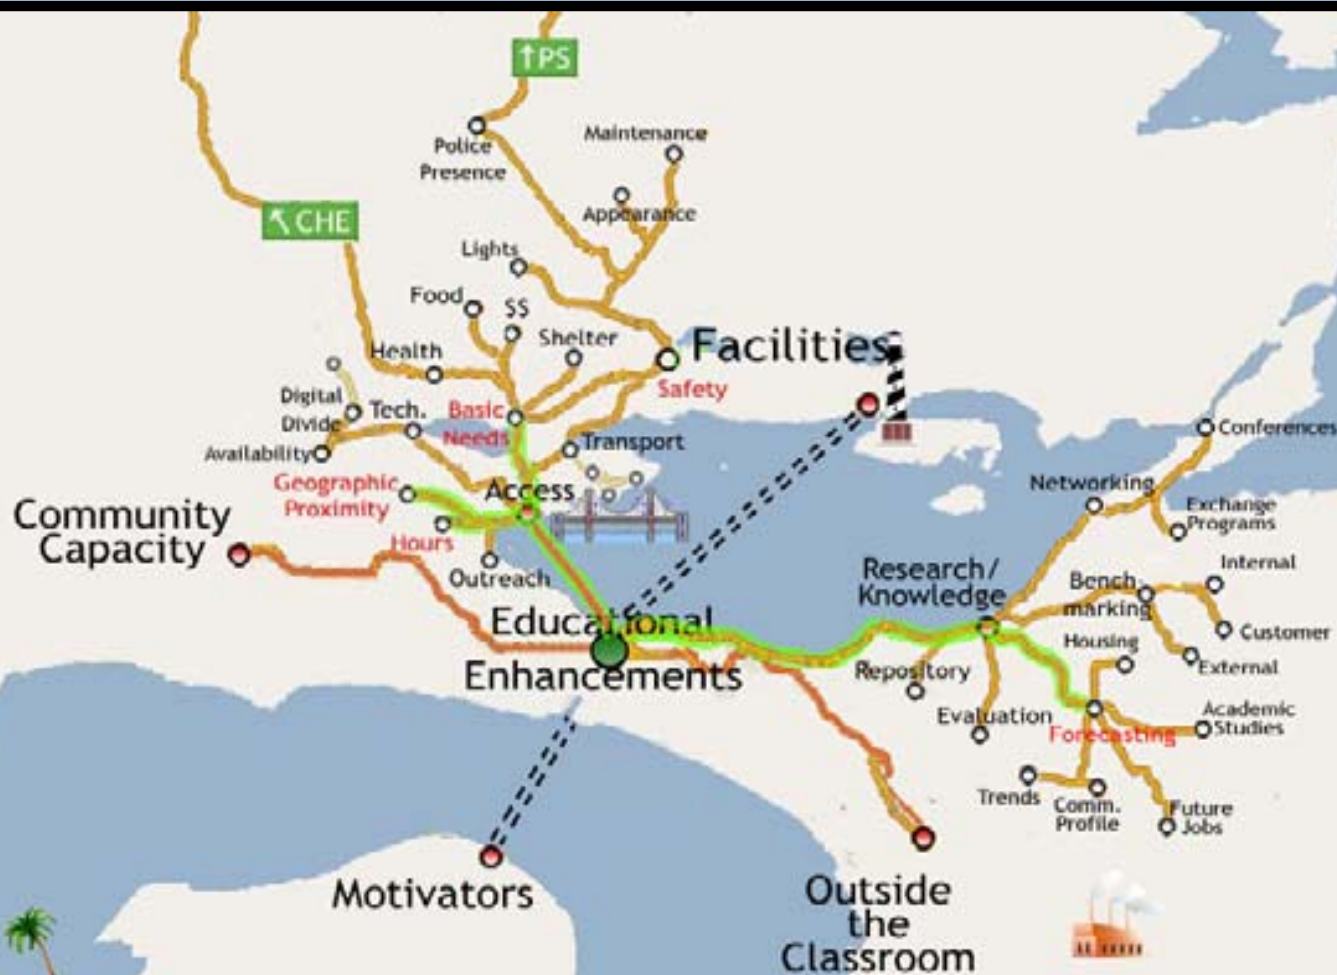 ↑PS
Police
Presence
Maintenance
Appearance
↖CHE
Lights
Food
$$
Shelter
Health
Facilities
Safety
Digital
Divide
Tech.
Basic
Needs
Availability
Transport
Geographic
Proximity
Access
Hours
Outreach
Community
Capacity
Educational
Enhancements
Conferences
Networking
Exchange
Programs
Research/
Knowledge
Bench
marking
Internal
Customer
Housing
External
Repository
Evaluation
Academic
Studies
Forecasting
Trends
Comm.
Profile
Future
Jobs
Motivators
Outside
the
Classroom